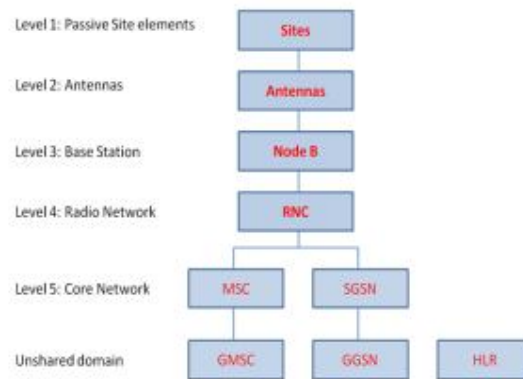 Level 1: Passive Site elements
Sites
Level 2: Antennas
Antennas
Level 3: Base Station
Node B
Level 4: Radio Network
RNC
Level 5: Core Network
MSC
SGSN
Unshared domain
GMSC
GGSN
HLR